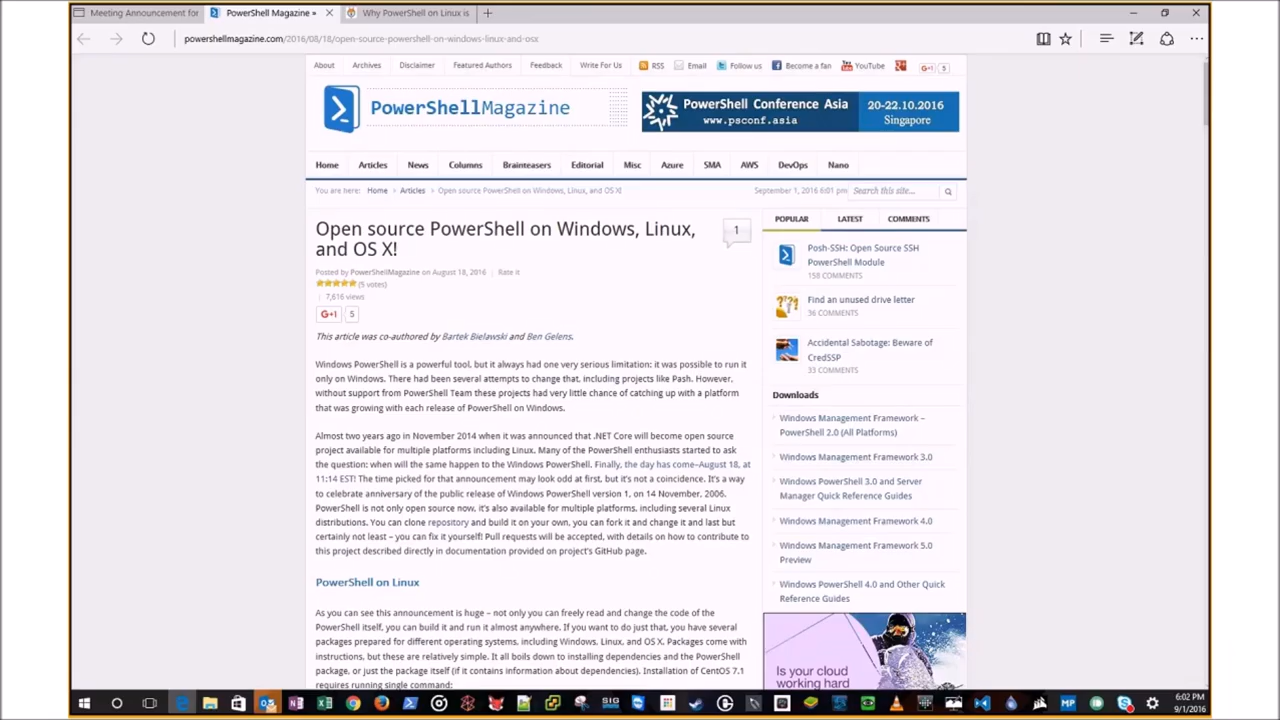 Meeting Announcement for
PowerShell Magazine »
Why PowerShell on Linux is
powershellmagazine.com/2016/08/18/open-source-powershell-on-windows-linux-and-osx
About Archives Disclaimer Featured Authors Feedback Write For Us RSS Email Follow us Become a fan YouTube G+1 5
PowerShellMagazine
PowerShell Conference Asia
www.psconf.asia
20-22.10.2016
Singapore
Home Articles News Columns Brainteasers Editorial Misc Azure SMA AWS DevOps Nano
You are here: Home › Articles › Open source PowerShell on Windows, Linux, and OS X!
September 1, 2016 6:01 pm
Search this site...
Open source PowerShell on Windows, Linux,
and OS X!
1
Posted by PowerShellMagazine on August 18, 2016 | Rate it
(5 votes)
| 7,616 views
G+1 5
This article was co-authored by Bartek Bielawski and Ben Gelens.
Windows PowerShell is a powerful tool, but it always had one very serious limitation: it was possible to run it
only on Windows. There had been several attempts to change that, including projects like Pash. However,
without support from PowerShell Team these projects had very little chance of catching up with a platform
that was growing with each release of PowerShell on Windows.
Almost two years ago in November 2014 when it was announced that .NET Core will become open source
project available for multiple platforms including Linux. Many of the PowerShell enthusiasts started to ask
the question: when will the same happen to the Windows PowerShell. Finally, the day has come–August 18, at
11:14 EST! The time picked for that announcement may look odd at first, but it's not a coincidence. It's a way
to celebrate anniversary of the public release of Windows PowerShell version 1, on 14 November, 2006.
PowerShell is not only open source now, it's also available for multiple platforms, including several Linux
distributions. You can clone repository and build it on your own, you can fork it and change it and last but
certainly not least – you can fix it yourself! Pull requests will be accepted, with details on how to contribute to
this project described directly in documentation provided on project's GitHub page.
PowerShell on Linux
As you can see this announcement is huge – not only you can freely read and change the code of the
PowerShell itself, you can build it and run it almost anywhere. If you want to do just that, you have several
packages prepared for different operating systems, including Windows, Linux, and OS X. Packages come with
instructions, but these are relatively simple. It all boils down to installing dependencies and the PowerShell
package, or just the package itself (if it contains information about dependencies). Installation of CentOS 7.1
requires running single command:
POPULAR LATEST COMMENTS
Posh-SSH: Open Source SSH
PowerShell Module
158 COMMENTS
Find an unused drive letter
36 COMMENTS
Accidental Sabotage: Beware of
CredSSP
33 COMMENTS
Downloads
Windows Management Framework –
PowerShell 2.0 (All Platforms)
Windows Management Framework 3.0
Windows PowerShell 3.0 and Server
Manager Quick Reference Guides
Windows Management Framework 4.0
Windows Management Framework 5.0
Preview
Windows PowerShell 4.0 and Other Quick
Reference Guides
Is your cloud
working hard
6:02 PM
9/1/2016